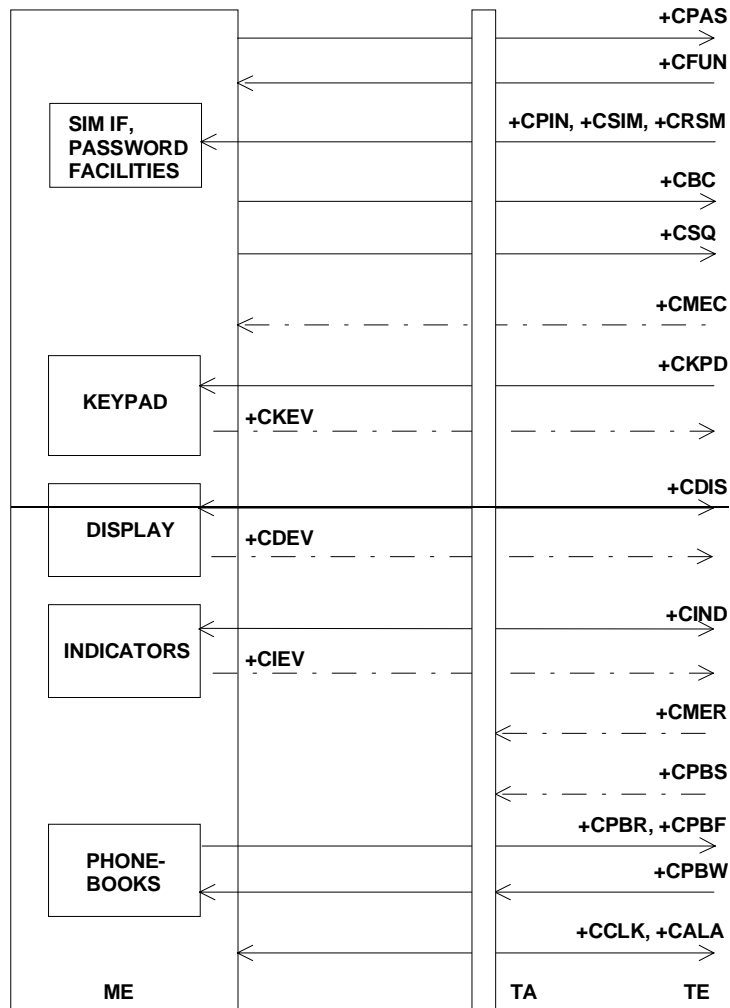 +CPAS
+CFUN
SIM IF,
PASSWORD
FACILITIES
+CPIN, +CSIM, +CRSM
+CBC
+CSQ
+CMEC
+CKPD
KEYPAD
+CKEV
+CDIS
DISPLAY
+CDEV
+CIND
INDICATORS
+CIEV
+CMER
+CPBS
+CPBR, +CPBF
PHONE-
BOOKS
+CPBW
+CCLK, +CALA
ME TA TE